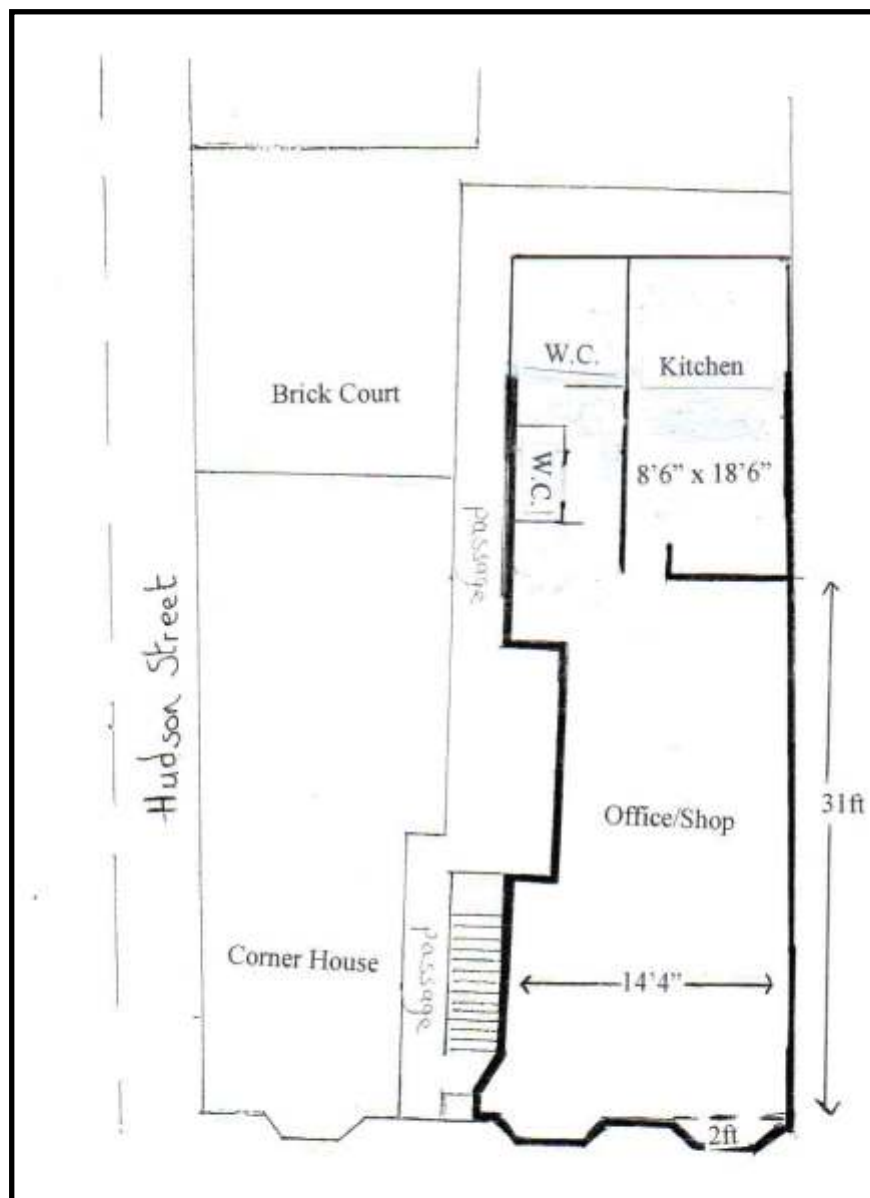 W.C.
Kitchen
Brick Court
W.C.
8’6” x 18’6”
passage
Hudson Street
31ft
Office/Shop
Corner House
passage
14’4”
2ft